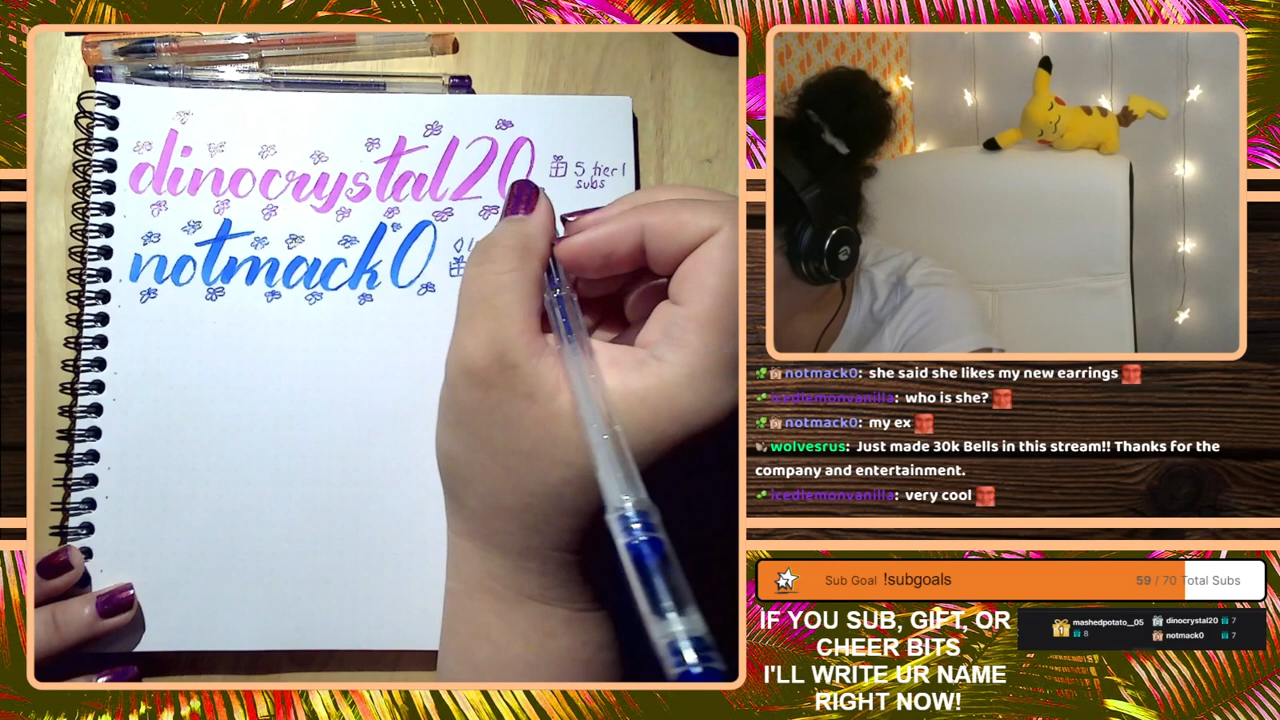 dinocrystal20
5 tier 1
subs
notmack0
notmack0: she said she likes my new earrings
icedlemonvanilla: who is she?
notmack0: my ex
wolvesrus: Just made 30k Bells in this stream!! Thanks for the
company and entertainment.
icedlemonvanilla: very cool
Sub Goal !subgoals 59 / 70 Total Subs
IF YOU SUB, GIFT, OR
CHEER BITS
I'LL WRITE UR NAME
RIGHT NOW!
1 mashedpotato__05 8
dinocrystal20 7
notmack0 7